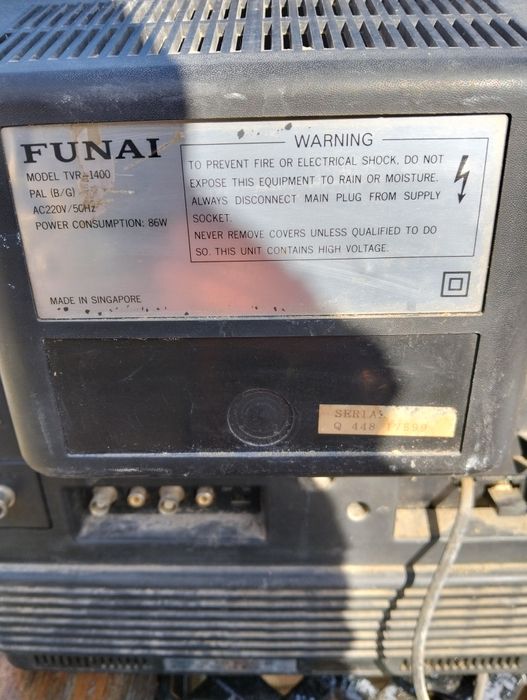 FUNAI
MODEL TVR-1400
PAL (B/G)
AC220V/50Hz
POWER CONSUMPTION: 86W
MADE IN SINGAPORE
WARNING
TO PREVENT FIRE OR ELECTRICAL SHOCK, DO NOT
EXPOSE THIS EQUIPMENT TO RAIN OR MOISTURE.
ALWAYS DISCONNECT MAIN PLUG FROM SUPPLY
SOCKET.
NEVER REMOVE COVERS UNLESS QUALIFIED TO DO
SO. THIS UNIT CONTAINS HIGH VOLTAGE.
SERIAL
Q 448 17899